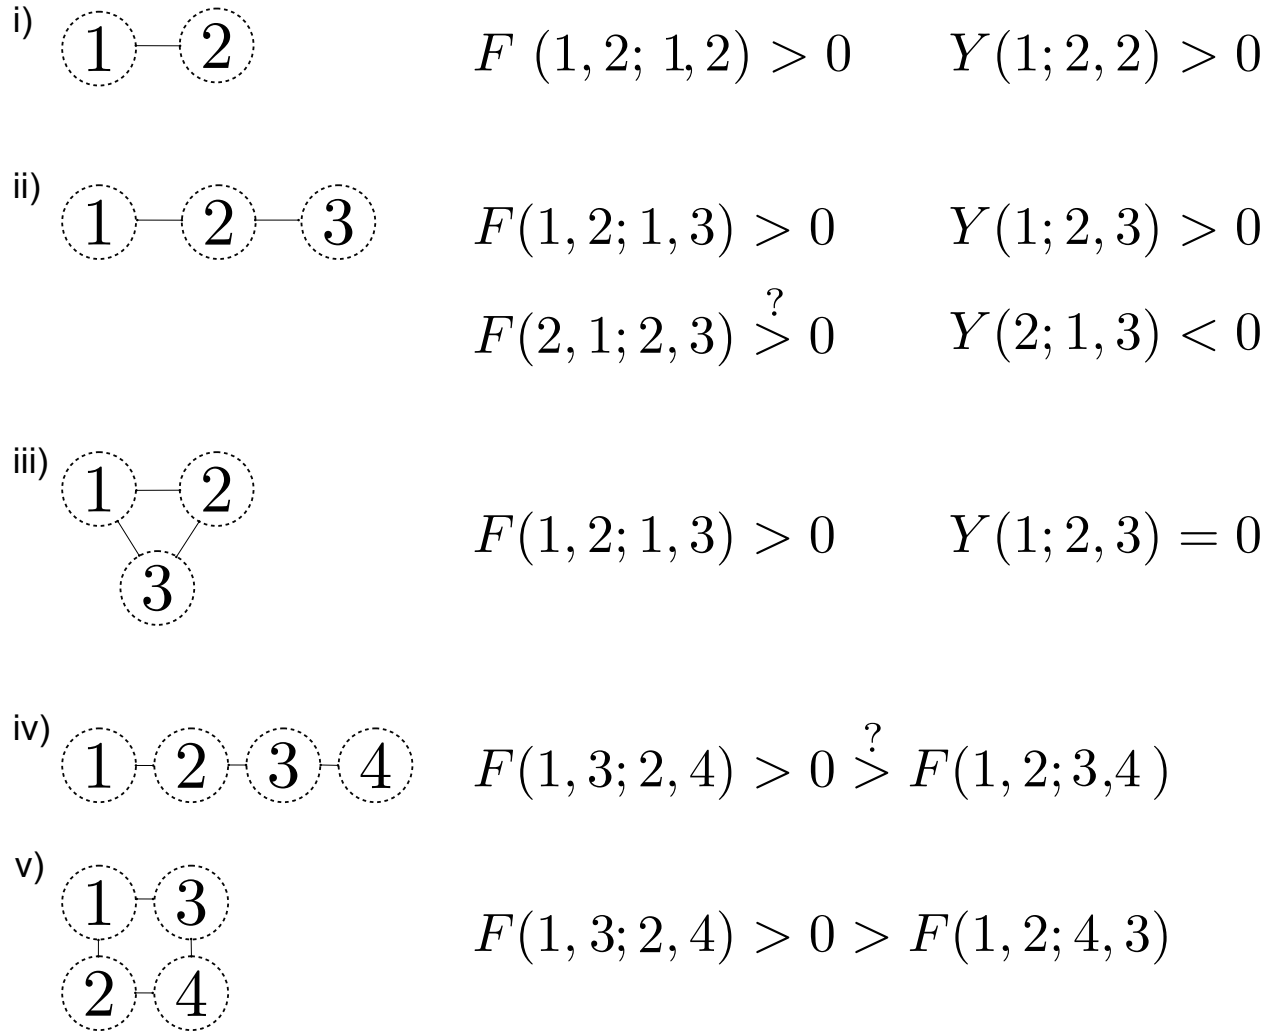 i) 1 2 F (1, 2; 1, 2) > 0 Y(1; 2, 2) > 0
ii) 1 2 3 F(1, 2; 1, 3) > 0 Y(1; 2, 3) > 0
?
F(2, 1; 2, 3) > 0 Y(2; 1, 3) < 0
iii) 1 2
F(1, 2; 1, 3) > 0 Y(1; 2, 3) = 0
3
?
iv) 1 2 3 4 F(1, 3; 2, 4) > 0 > F(1, 2; 3,4 )
v) 1 3
F(1, 3; 2, 4) > 0 > F(1, 2; 4, 3)
2 4